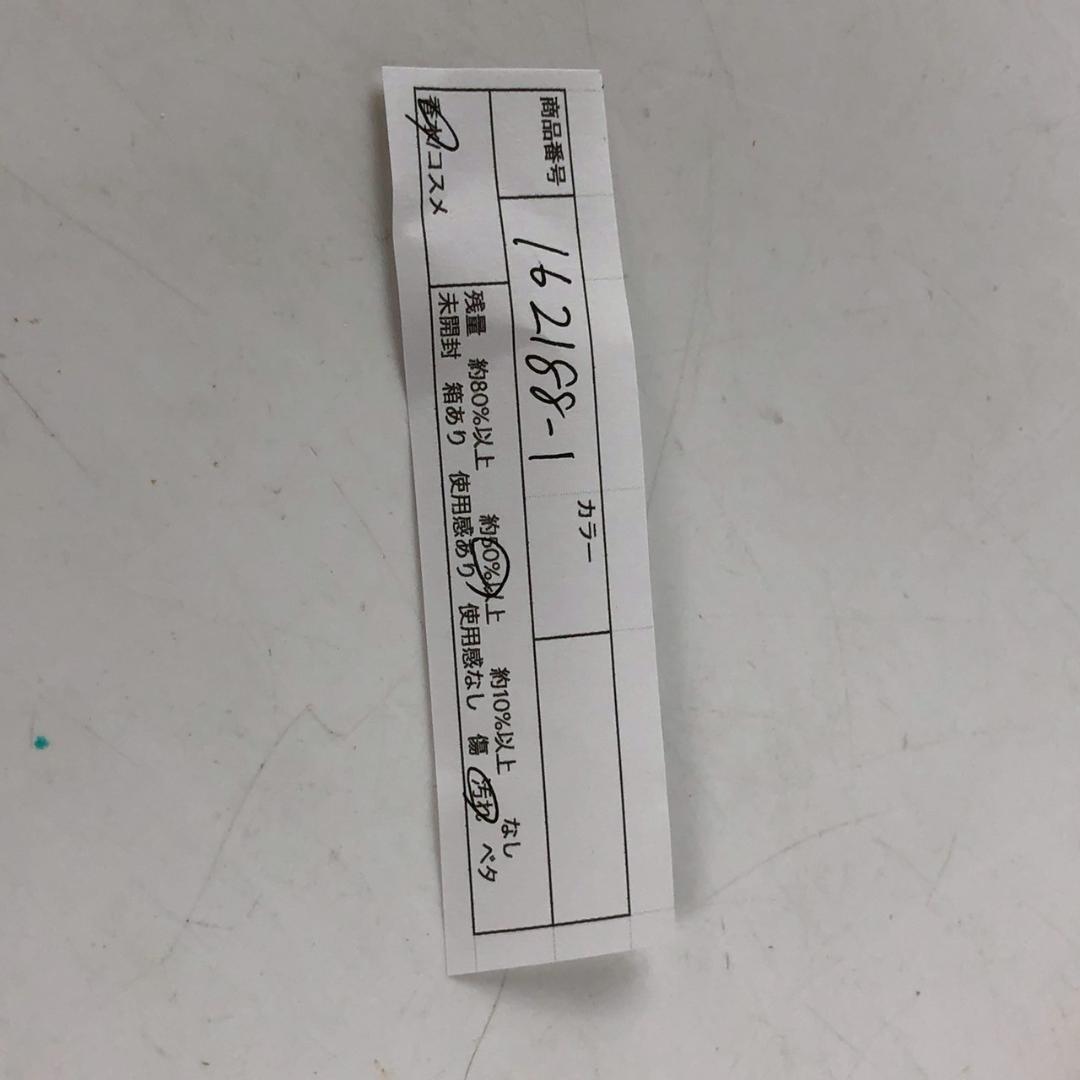 商品番号 162188-1 カラー
香水/コスメ
残量 約80%以上 約50%以上 約10%以上 なし
未開封 箱あり 使用感あり 使用感なし 傷 汚れ ベタ